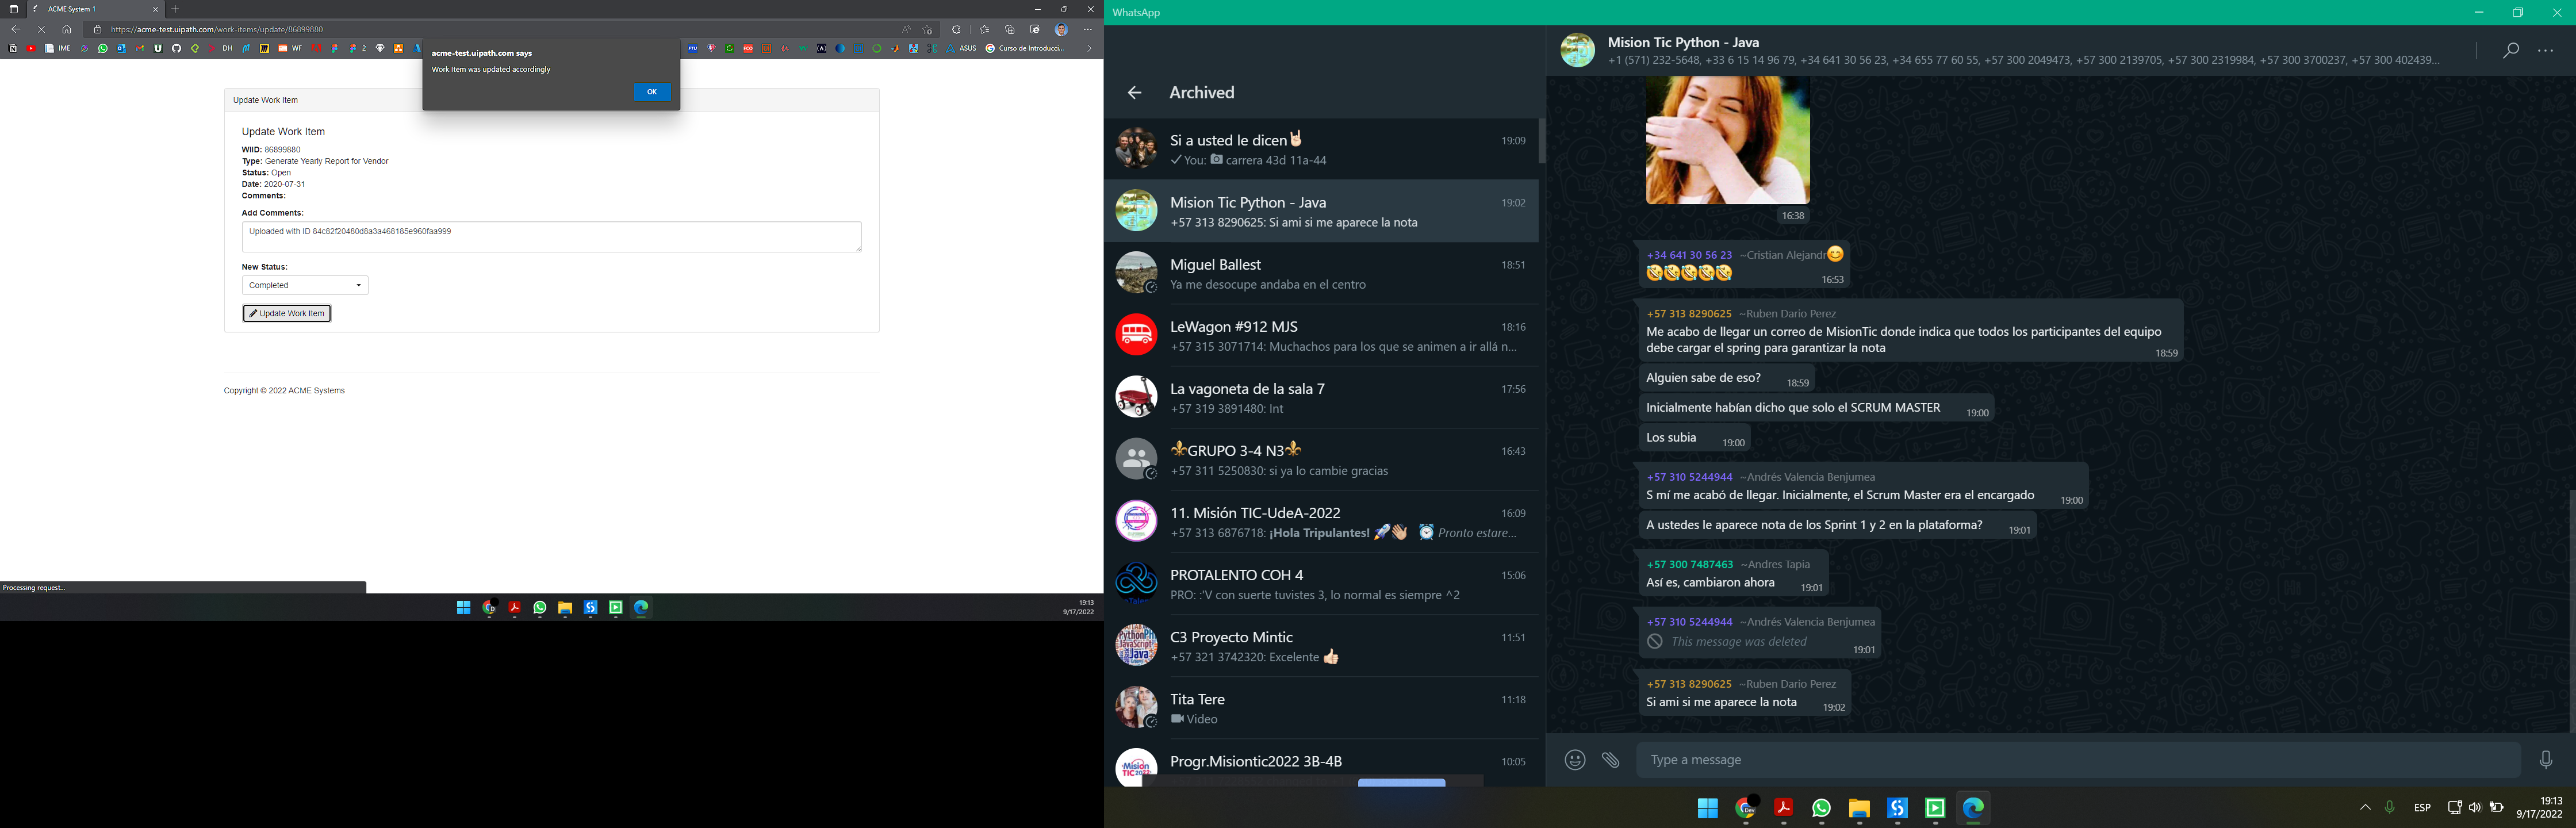 ACME System 1
https://acme-test.uipath.com/work-items/update/86899880
IME
DH
WF
2
ASUS
Curso de Introducci...
acme-test.uipath.com says
Work Item was updated accordingly
OK
Update Work Item
Update Work Item
WIID: 86899880
Type: Generate Yearly Report for Vendor
Status: Open
Date: 2020-07-31
Comments:
Add Comments:
Uploaded with ID 84c82f20480d8a3a468185e960faa999
New Status:
Completed
Update Work Item
Copyright © 2022 ACME Systems
Processing request...
19:13
9/17/2022
WhatsApp
Archived
Si a usted le dicen🤘🏻
19:09
You: carrera 43d 11a-44
Mision Tic Python - Java
19:02
+57 313 8290625: Si ami si me aparece la nota
Miguel Ballest
18:51
Ya me desocupe andaba en el centro
LeWagon #912 MJS
18:16
+57 315 3071714: Muchachos para los que se animen a ir allá n...
La vagoneta de la sala 7
17:56
+57 319 3891480: Int
⚜GRUPO 3-4 N3⚜
16:43
+57 311 5250830: si ya lo cambie gracias
11. Misión TIC-UdeA-2022
16:09
+57 313 6876718: ¡Hola Tripulantes! 🚀👋🏼 ⏰ Pronto estare...
PROTALENTO COH 4
15:06
PRO: :'V con suerte tuvistes 3, lo normal es siempre ^2
C3 Proyecto Mintic
11:51
+57 321 3742320: Excelente 👍🏻
Tita Tere
11:18
Video
Progr.Misiontic2022 3B-4B
10:05
Mision Tic Python - Java
+1 (571) 232-5648, +33 6 15 14 96 79, +34 641 30 56 23, +34 655 77 60 55, +57 300 2049473, +57 300 2139705, +57 300 2319984, +57 300 3700237, +57 300 402439...
16:38
+34 641 30 56 23 ~Cristian Alejandr😊
🤣🤣🤣🤣🤣
16:53
+57 313 8290625 ~Ruben Dario Perez
Me acabo de llegar un correo de MisionTic donde indica que todos los participantes del equipo
debe cargar el spring para garantizar la nota
18:59
Alguien sabe de eso?
18:59
Inicialmente habían dicho que solo el SCRUM MASTER
19:00
Los subia
19:00
+57 310 5244944 ~Andrés Valencia Benjumea
S mí me acabó de llegar. Inicialmente, el Scrum Master era el encargado
19:00
A ustedes le aparece nota de los Sprint 1 y 2 en la plataforma?
19:01
+57 300 7487463 ~Andres Tapia
Así es, cambiaron ahora
19:01
+57 310 5244944 ~Andrés Valencia Benjumea
This message was deleted
19:01
+57 313 8290625 ~Ruben Dario Perez
Si ami si me aparece la nota
19:02
Type a message
ESP
19:13
9/17/2022